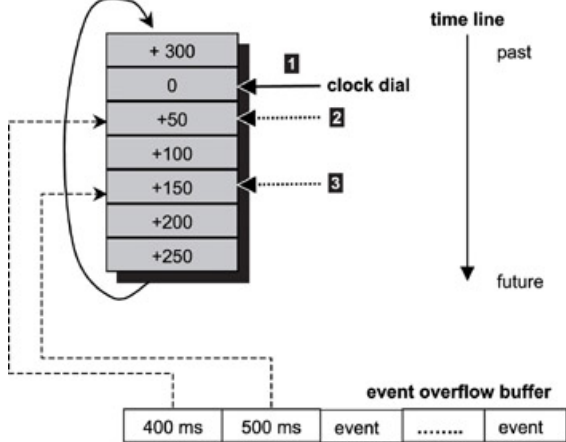 time line
+ 300
past
1
0
clock dial
+50
2
+100
+150
3
+200
+250
future
event overflow buffer
400 ms 500 ms event ........ event